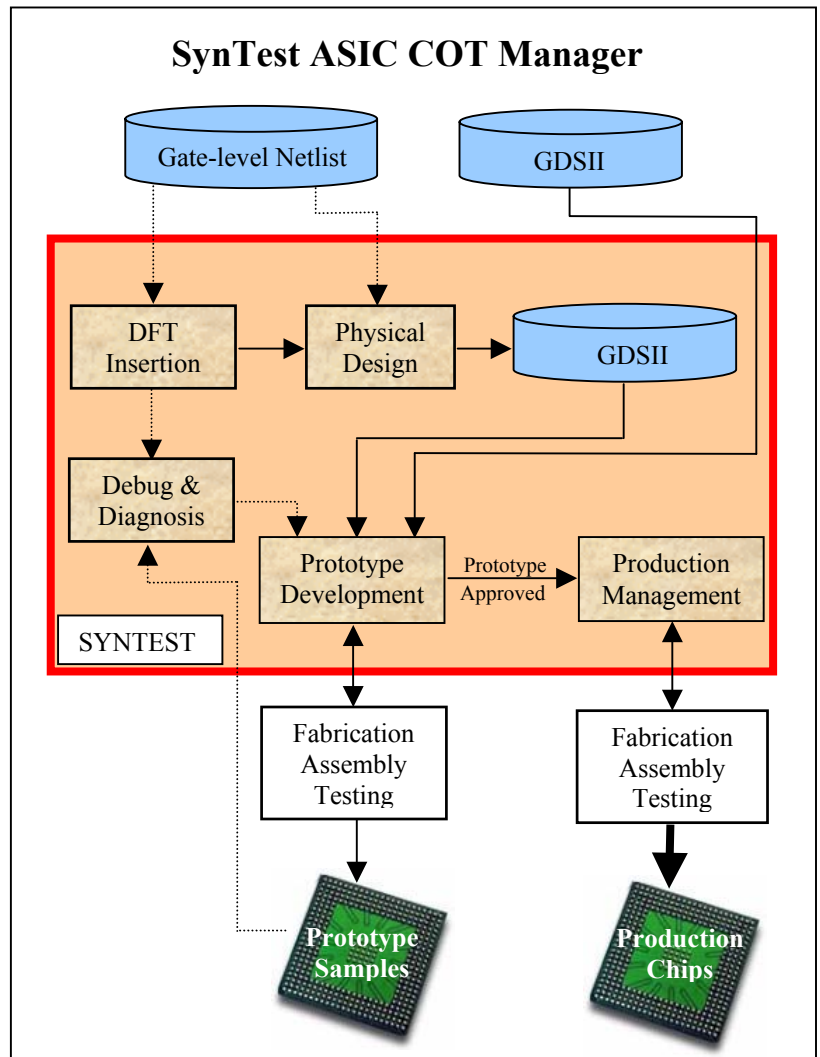 SynTest ASIC COT Manager
Gate-level Netlist
GDSII
DFT
Insertion
Physical
Design
GDSII
Debug &
Diagnosis
Prototype
Development
Prototype
Approved
Production
Management
SYNTEST
Fabrication
Assembly
Testing
Fabrication
Assembly
Testing
Prototype
Samples
Production
Chips